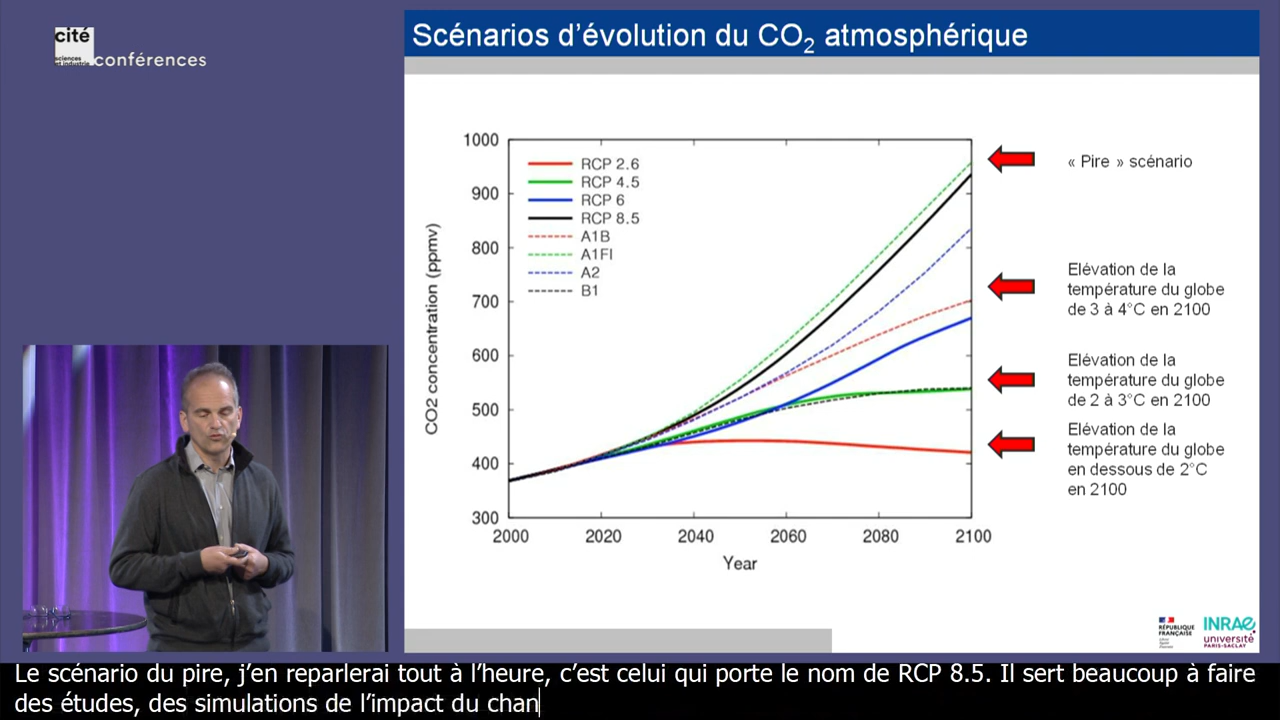 cité
sciences
et industrie
conférences
Scénarios d’évolution du CO2 atmosphérique
1000
900
800
700
600
500
400
300
CO2 concentration (ppmv)
RCP 2.6
RCP 4.5
RCP 6
RCP 8.5
A1B
A1FI
A2
B1
2000 2020 2040 2060 2080 2100
Year
« Pire » scénario
Elévation de la
température du globe
de 3 à 4°C en 2100
Elévation de la
température du globe
de 2 à 3°C en 2100
Elévation de la
température du globe
en dessous de 2°C
en 2100
RÉPUBLIQUE
FRANÇAISE
INRAE
université
PARIS-SACLAY
Le scénario du pire, j’en reparlerai tout à l’heure, c’est celui qui porte le nom de RCP 8.5. Il sert beaucoup à faire
des études, des simulations de l’impact du chan